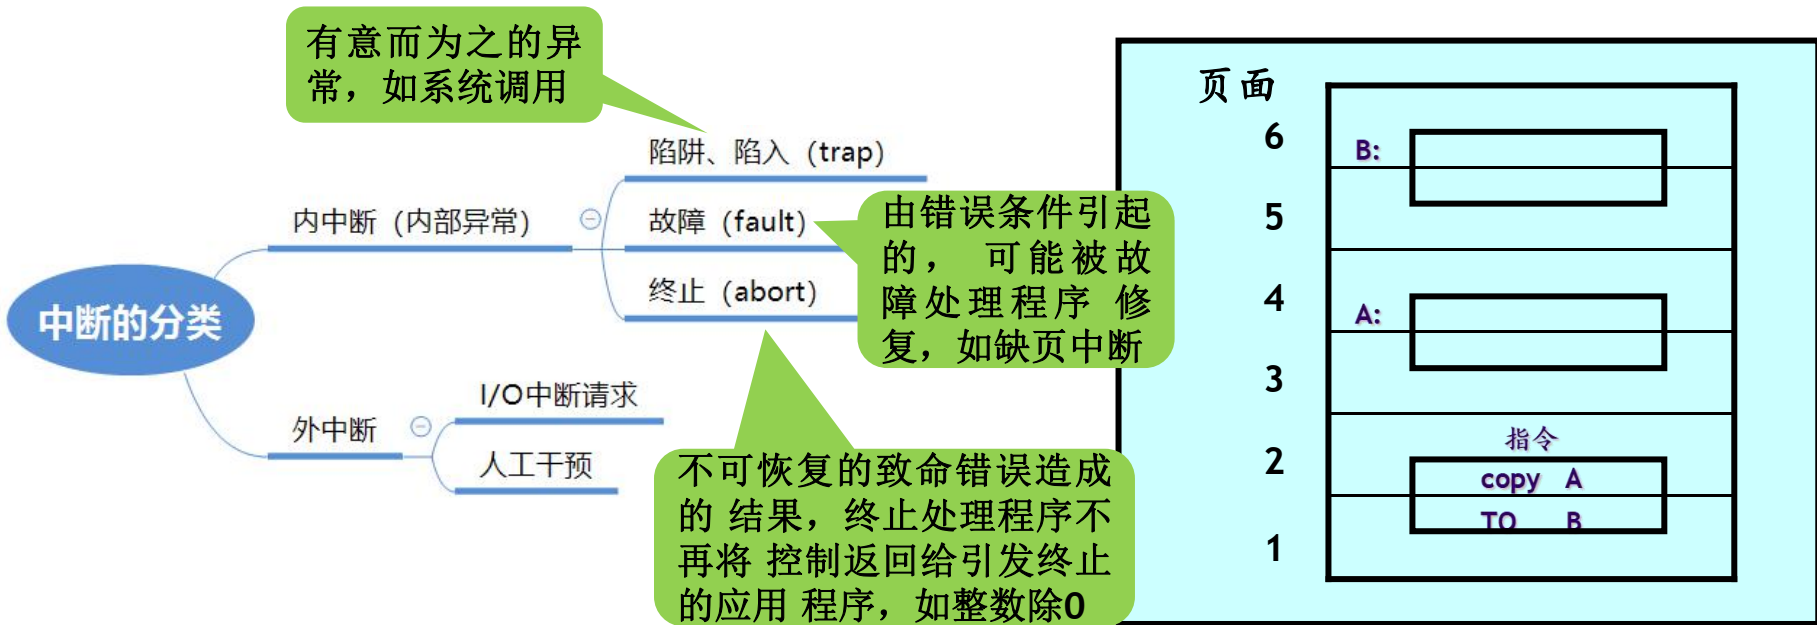 有意而为之的异
常，如系统调用
陷阱、陷入（trap）
内中断（内部异常）
故障（fault）
终止（abort）
由错误条件引起
的， 可能被故
障处理程序 修
复，如缺页中断
中断的分类
I/O中断请求
外中断
人工干预
不可恢复的致命错误造成
的 结果，终止处理程序不
再将 控制返回给引发终止
的应用 程序，如整数除0
页面
6
B:
5
4
A:
3
指令
2
copy A
TO B
1